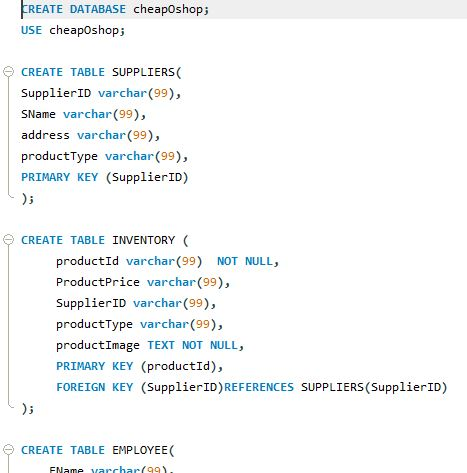 CREATE DATABASE cheapOshop;
USE cheapOshop;
CREATE TABLE SUPPLIERS(
SupplierID varchar(99),
SName varchar(99),
address varchar(99),
productType varchar(99),
PRIMARY KEY (SupplierID)
);
CREATE TABLE INVENTORY (
productId varchar(99)  NOT NULL,
ProductPrice varchar(99),
SupplierID varchar(99),
productType varchar(99),
productImage TEXT NOT NULL,
PRIMARY KEY (productId),
FOREIGN KEY (SupplierID)REFERENCES SUPPLIERS(SupplierID)
);
CREATE TABLE EMPLOYEE(
EName varchar(99),